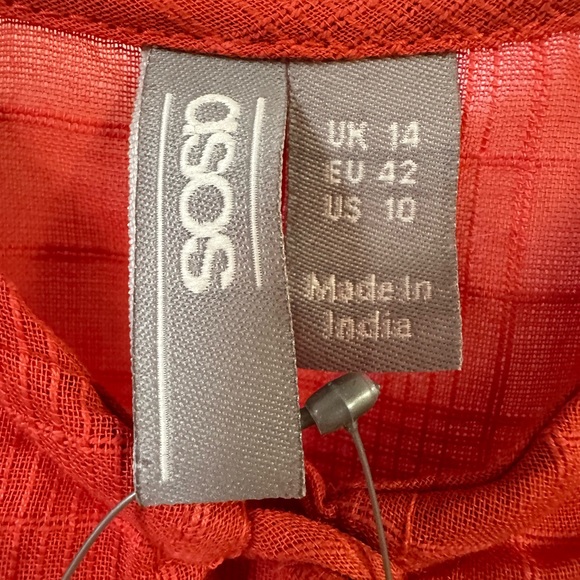 asos
UK 14
EU 42
US 10
Made In
India